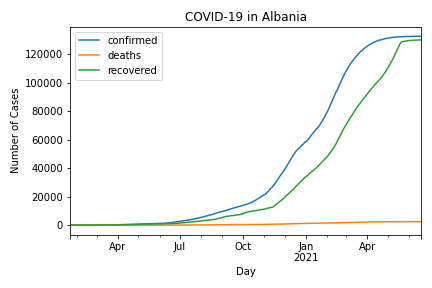 COVID-19 in Albania
confirmed
deaths
recovered
Number of Cases
120000
100000
80000
60000
40000
20000
0
Apr
Jul
Oct
Jan
2021
Apr
Day